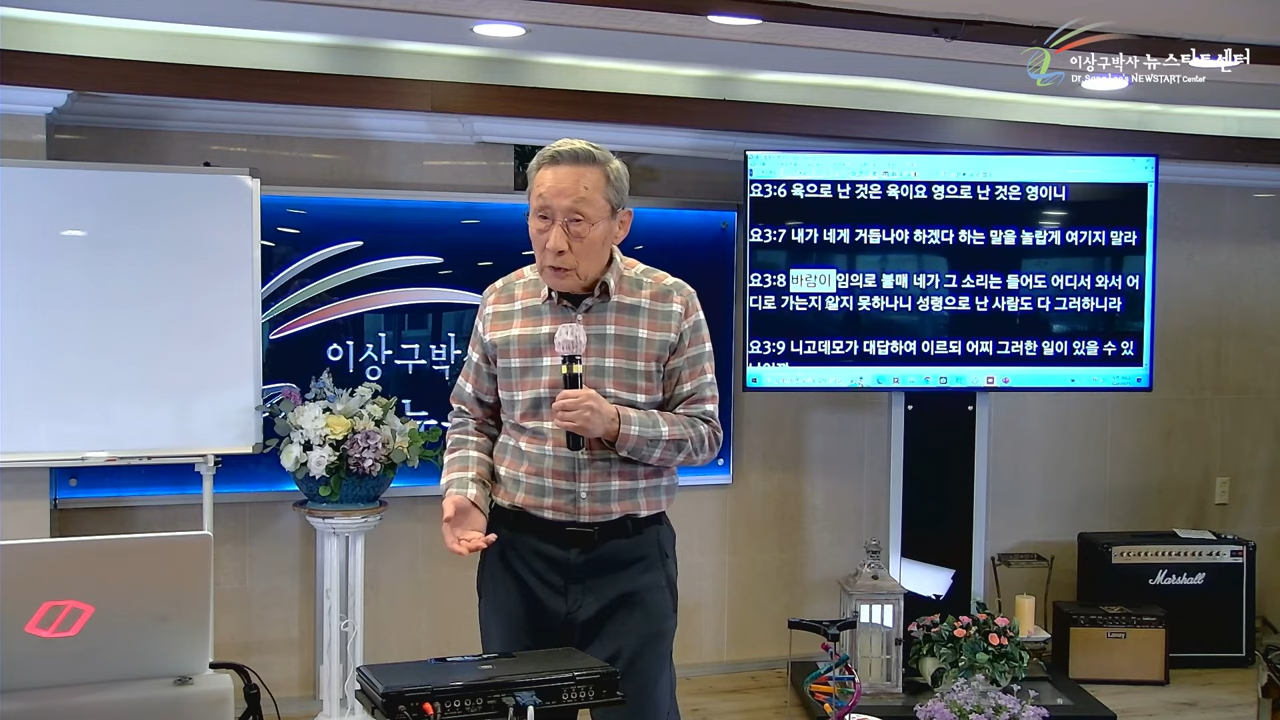 이상구박사 뉴스타트센터
Dr NEWSTART Center
요3:6 육으로 난 것은 육이요 영으로 난 것은 영이니
요3:7 내가 네게 거듭나야 하겠다 하는 말을 놀랍게 여기지 말라
요3:8 바람이 임의로 불매 네가 그 소리는 들어도 어디서 와서 어
디로 가는지 알지 못하나니 성령으로 난 사람도 다 그러하니라
요3:9 니고데모가 대답하여 이르되 어찌 그러한 일이 있을 수 있
이상구박사
뉴
Marshall
Laney